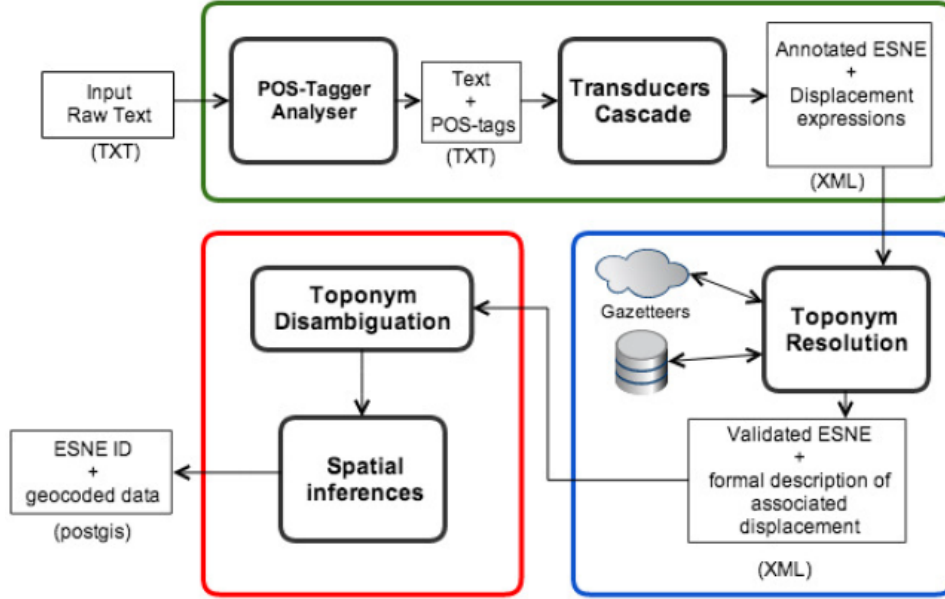 Input
Raw Text
(TXT)
POS-Tagger
Analyser
Text
+
POS-tags
(TXT)
Transducers
Cascade
Annotated ESNE
+
Displacement
expressions
(XML)
Gazetteers
Toponym
Resolution
Validated ESNE
+
formal description of
associated
displacement
(XML)
Toponym
Disambiguation
Spatial
inferences
ESNE ID
+
geocoded data
(postgis)